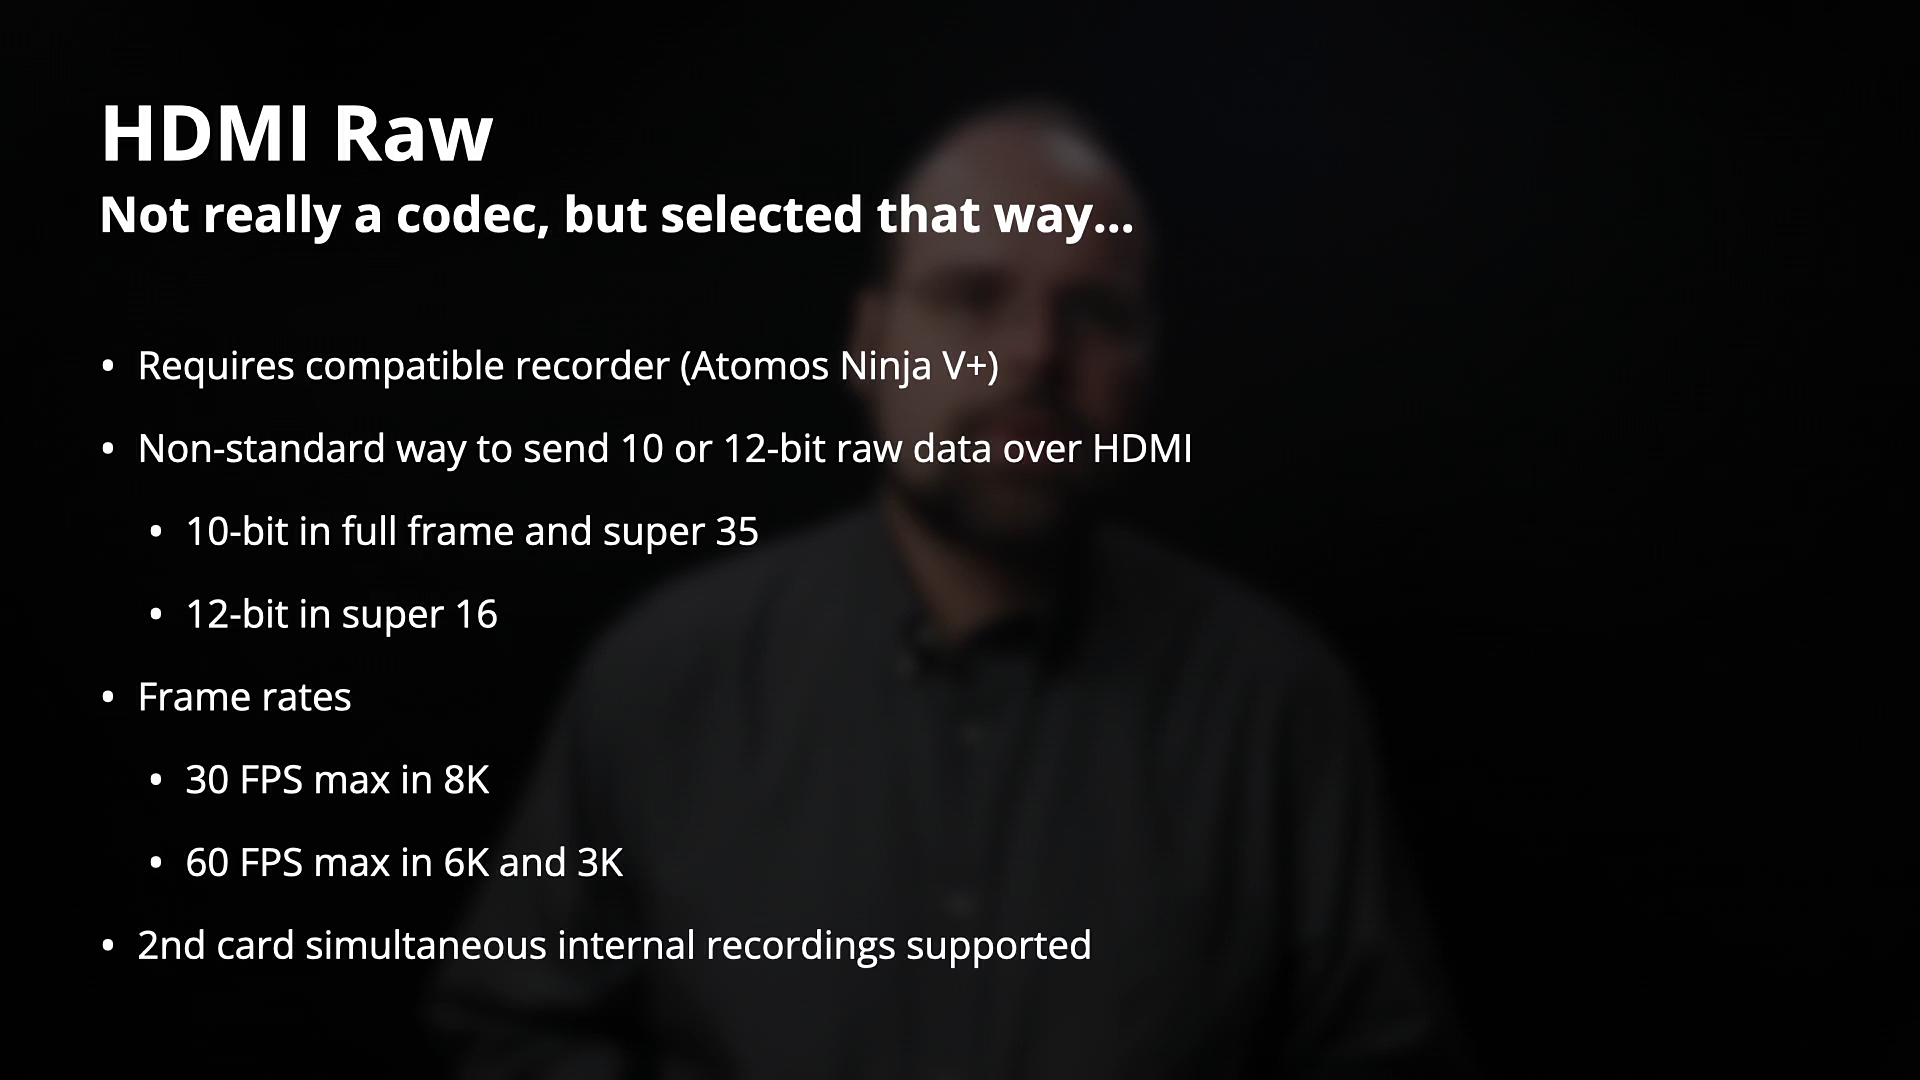 HDMI Raw
Not really a codec, but selected that way...
• Requires compatible recorder (Atomos Ninja V+)
• Non-standard way to send 10 or 12-bit raw data over HDMI
• 10-bit in full frame and super 35
• 12-bit in super 16
• Frame rates
• 30 FPS max in 8K
• 60 FPS max in 6K and 3K
• 2nd card simultaneous internal recordings supported